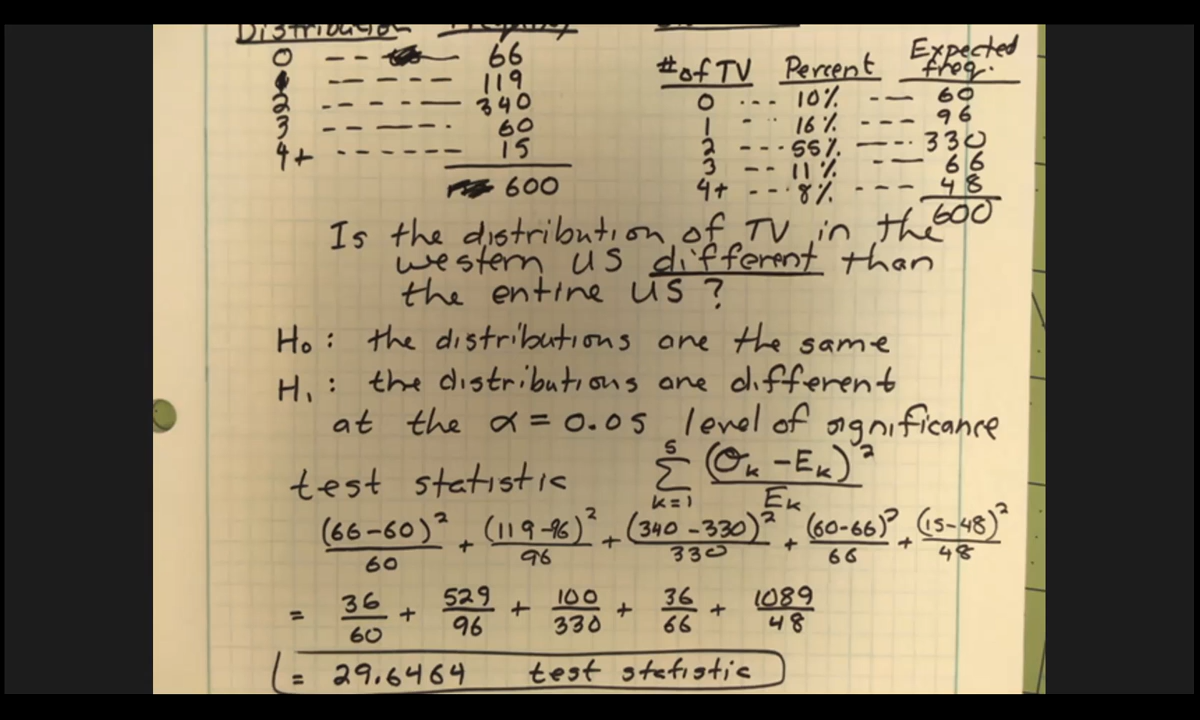 Distribution Frequency
0 -- -- 66
1 ----- 119
2 ----- 340
3 ----- 60
4+ ------ 15
600
# of TV Percent Expected freq.
0 ... 10% --- 60
1 ... 16% --- 96
2 --- 55% --- 330
3 -- 11% --- 66
4+ --- 8% --- 48
600
Is the distribution of TV in the
western US different than
the entire US?
H₀: the distributions are the same
H₁: the distributions are different
at the α = 0.05 level of significance
test statistic 5 Σ k=1 (Ok - Ek)² / Ek
(66-60)²/60 + (119-96)²/96 + (340-330)²/330 + (60-66)²/66 + (15-48)²/48
= 36/60 + 529/96 + 100/330 + 36/66 + 1089/48
= 29.6464 test statistic